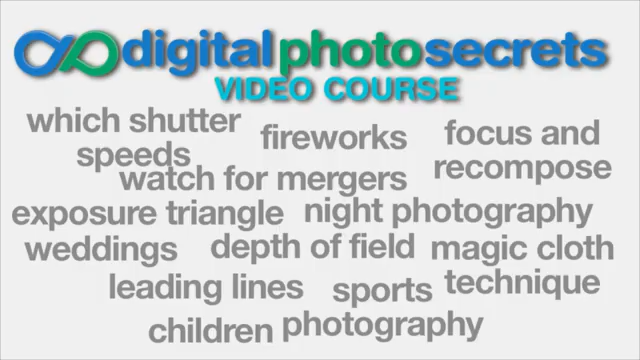 digitalphotosecrets
VIDEO COURSE
which shutter
speeds
fireworks
focus and
recompose
watch for mergers
exposure triangle
night photography
weddings
depth of field
magic cloth
technique
leading lines
sports
children
photography